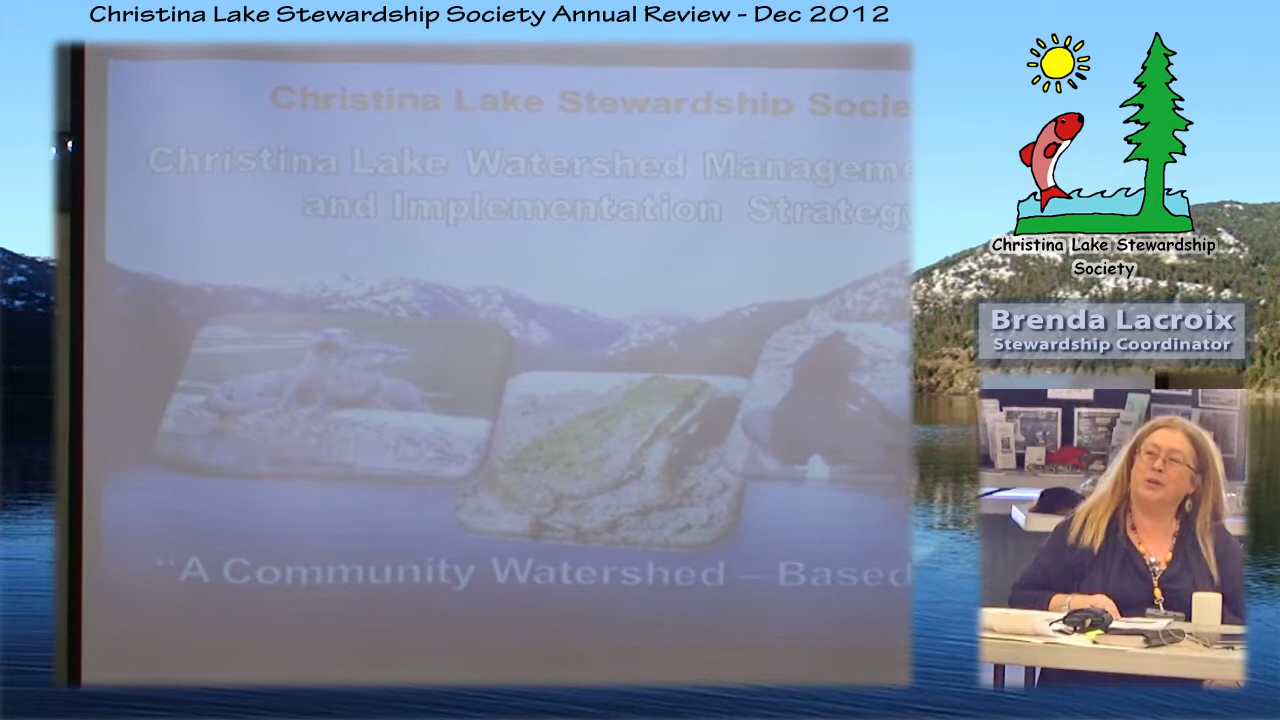 Christina Lake Stewardship Society Annual Review - Dec 2012
Christina Lake Stewardship Socie
Christina Lake Watershed Manageme
and Implementation Strategy
"A Community Watershed – Based
Christina Lake Stewardship
Society
Brenda Lacroix
Stewardship Coordinator